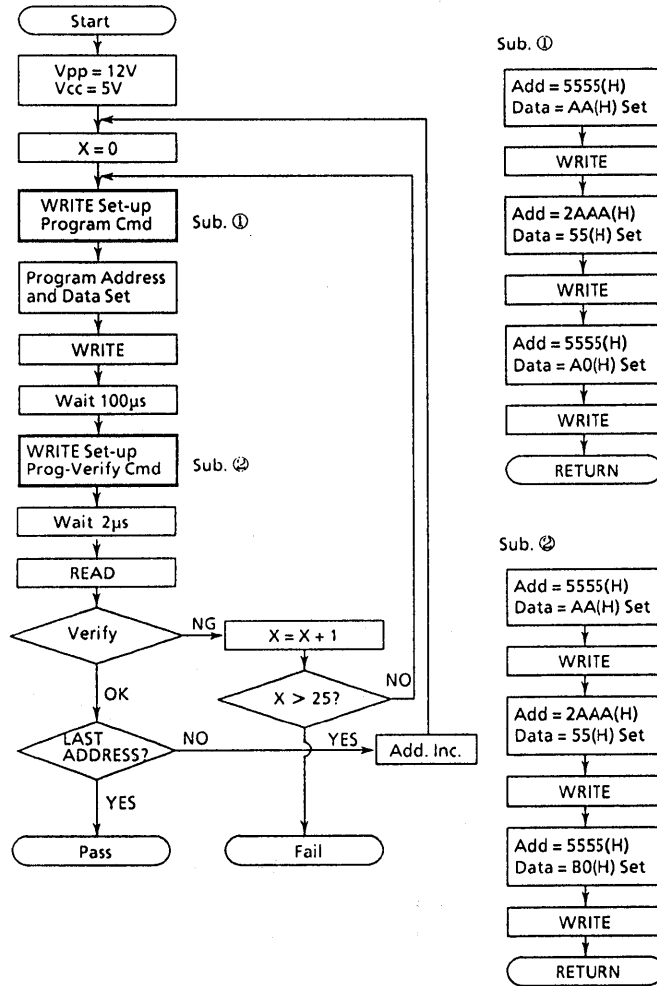 Start
Vpp = 12V
Vcc = 5V
X = 0
WRITE Set-up
Program Cmd
Sub. ①
Program Address
and Data Set
WRITE
Wait 100μs
WRITE Set-up
Prog-Verify Cmd
Sub. ②
Wait 2μs
READ
Verify
NG
X = X + 1
OK
X > 25?
NO
LAST
ADDRESS?
NO
YES
Add. Inc.
YES
Pass
Fail
Sub. ①
Add = 5555(H)
Data = AA(H) Set
WRITE
Add = 2AAA(H)
Data = 55(H) Set
WRITE
Add = 5555(H)
Data = A0(H) Set
WRITE
RETURN
Sub. ②
Add = 5555(H)
Data = AA(H) Set
WRITE
Add = 2AAA(H)
Data = 55(H) Set
WRITE
Add = 5555(H)
Data = B0(H) Set
WRITE
RETURN